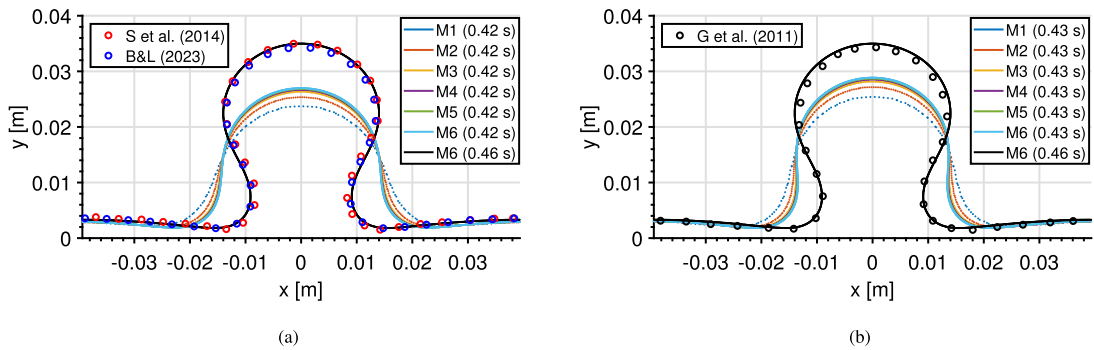 0.04
0.03
0.02
0.01
0
y [m]
-0.03 -0.02 -0.01 0 0.01 0.02 0.03
x [m]
S et al. (2014)
B&L (2023)
M1 (0.42 s)
M2 (0.42 s)
M3 (0.42 s)
M4 (0.42 s)
M5 (0.42 s)
M6 (0.42 s)
M6 (0.46 s)
(a)
0.04
0.03
0.02
0.01
0
y [m]
-0.03 -0.02 -0.01 0 0.01 0.02 0.03
x [m]
G et al. (2011)
M1 (0.43 s)
M2 (0.43 s)
M3 (0.43 s)
M4 (0.43 s)
M5 (0.43 s)
M6 (0.43 s)
M6 (0.46 s)
(b)